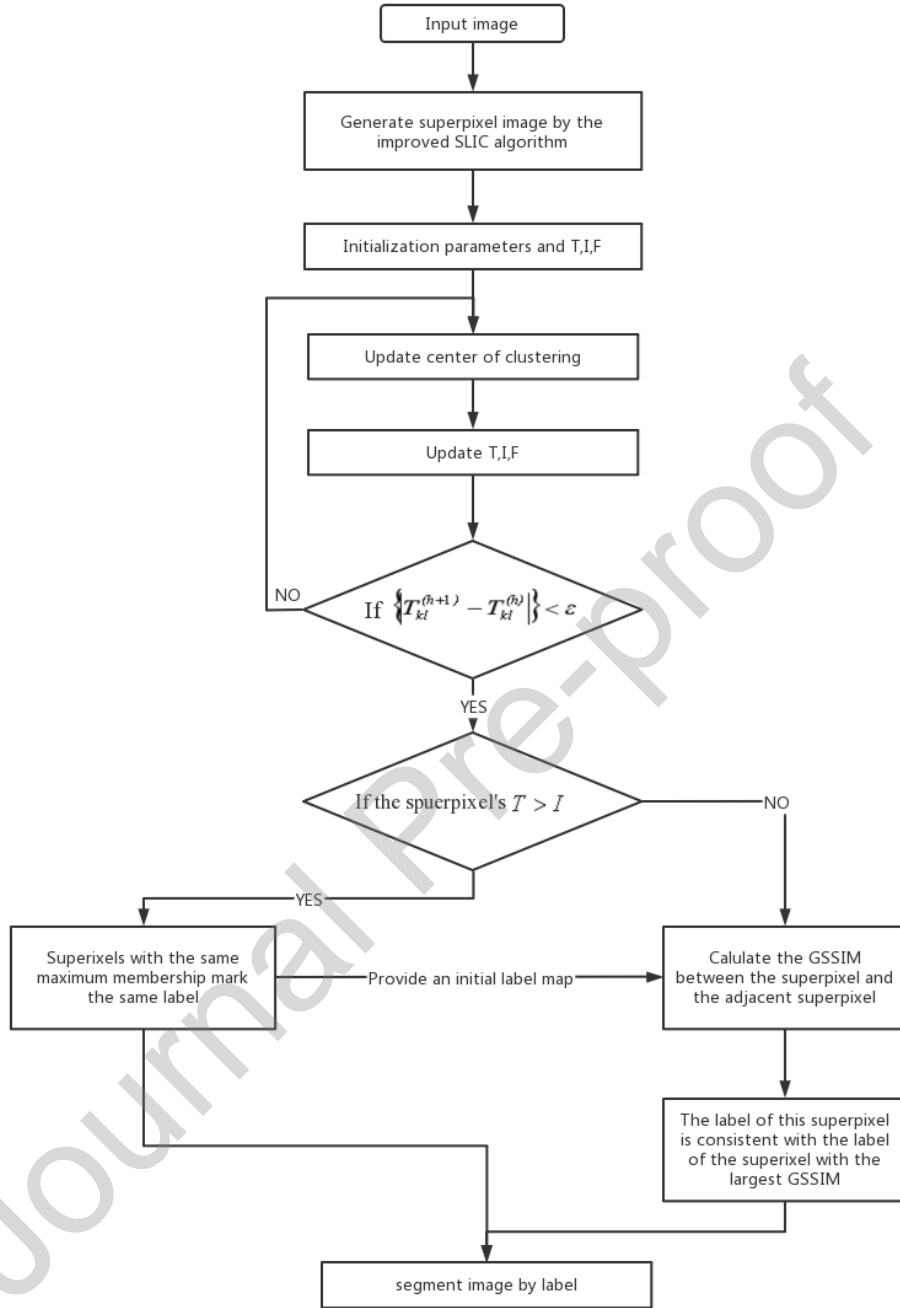 Input image
Generate superpixel image by the
improved SLIC algorithm
Initialization parameters and T,I,F
Update center of clustering
Update T,I,F
If {|T_{kl}^{(h+1)} − T_{kl}^{(h)}|} < ε
NO
YES
If the spuerpixel's T > I
NO
YES
Superixels with the same
maximum membership mark
the same label
Provide an initial label map
Calulate the GSSIM
between the superpixel and
the adjacent superpixel
The label of this superpixel
is consistent with the label
of the superixel with the
largest GSSIM
segment image by label
Journal Pre-proof